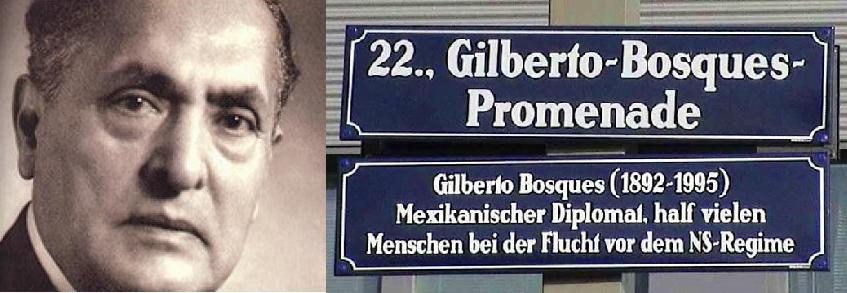 22., Gilberto-Bosques-
Promenade
Gilberto Bosques (1892-1995)
Mexikanischer Diplomat, half vielen
Menschen bei der Flucht vor dem NS-Regime